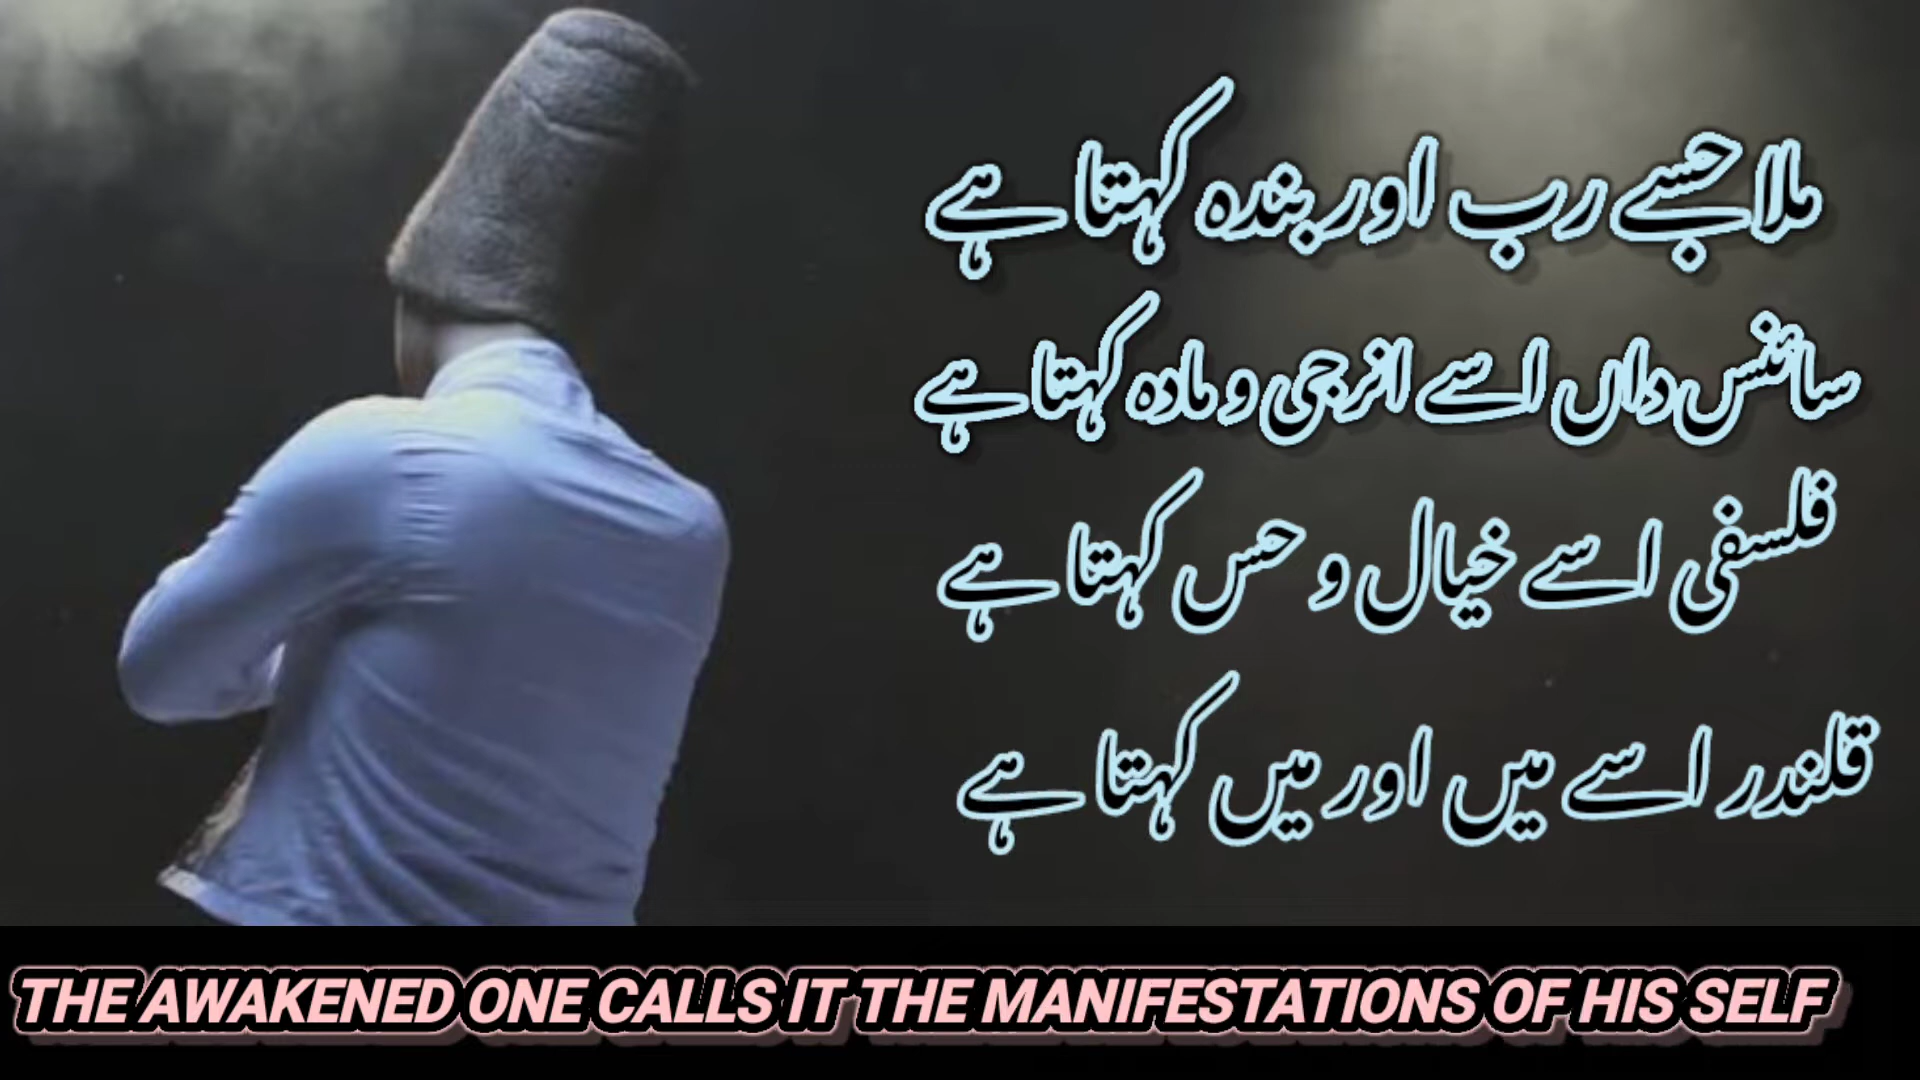 ملا جسے رب اور بندہ کہتا ہے
سائنس داں اسے انرجی و مادہ کہتا ہے
فلسفی اسے خیال و حس کہتا ہے
قلندر اسے میں اور میں کہتا ہے
THE AWAKENED ONE CALLS IT THE MANIFESTATIONS OF HIS SELF